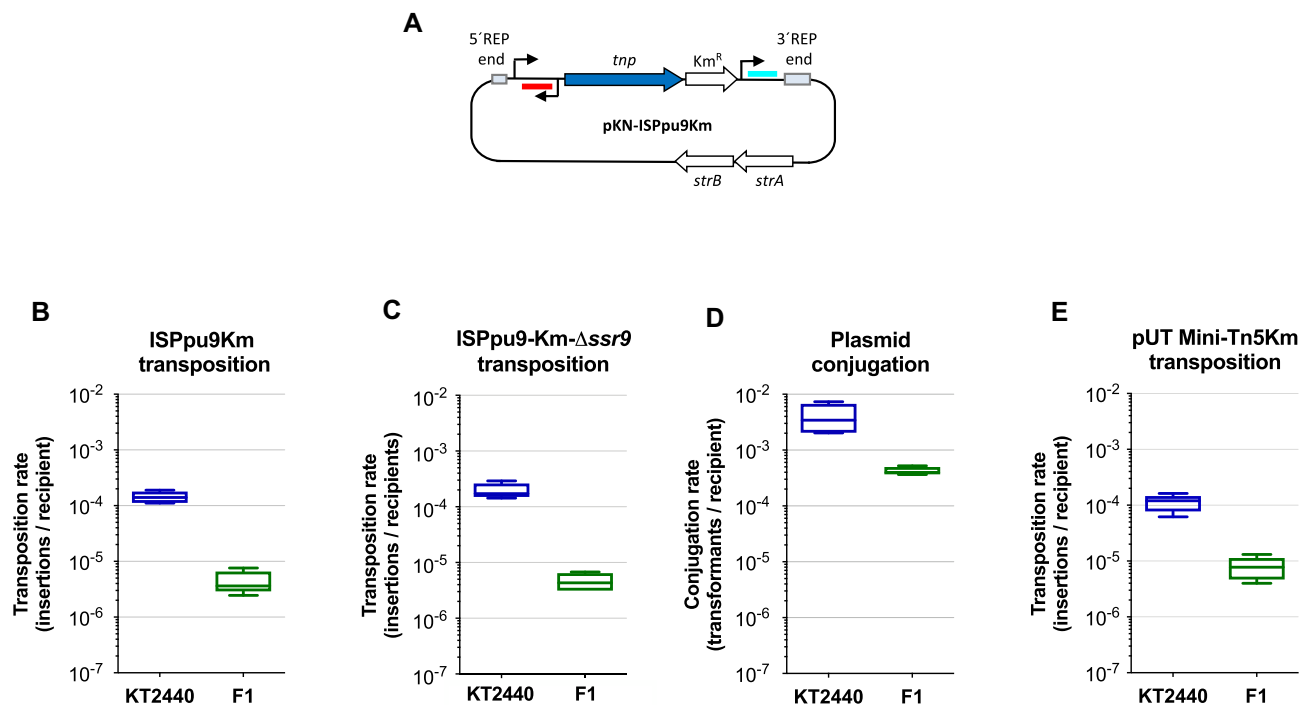 A
5´REP
end
tnp
Km^R
3´REP
end
pKN-ISPpu9Km
strB
strA
B
ISPpu9Km
transposition
Transposition rate
(insertions / recipient)
10^-2
10^-3
10^-4
10^-5
10^-6
10^-7
KT2440 F1
C
ISPpu9-Km-Δssr9
transposition
Transposition rate
(insertions / recipients)
10^-2
10^-3
10^-4
10^-5
10^-6
10^-7
KT2440 F1
D
Plasmid
conjugation
Conjugation rate
(transformants / recipient)
10^-2
10^-3
10^-4
10^-5
10^-6
10^-7
KT2440 F1
E
pUT Mini-Tn5Km
transposition
Transposition rate
(insertions / recipient)
10^-2
10^-3
10^-4
10^-5
10^-6
10^-7
KT2440 F1